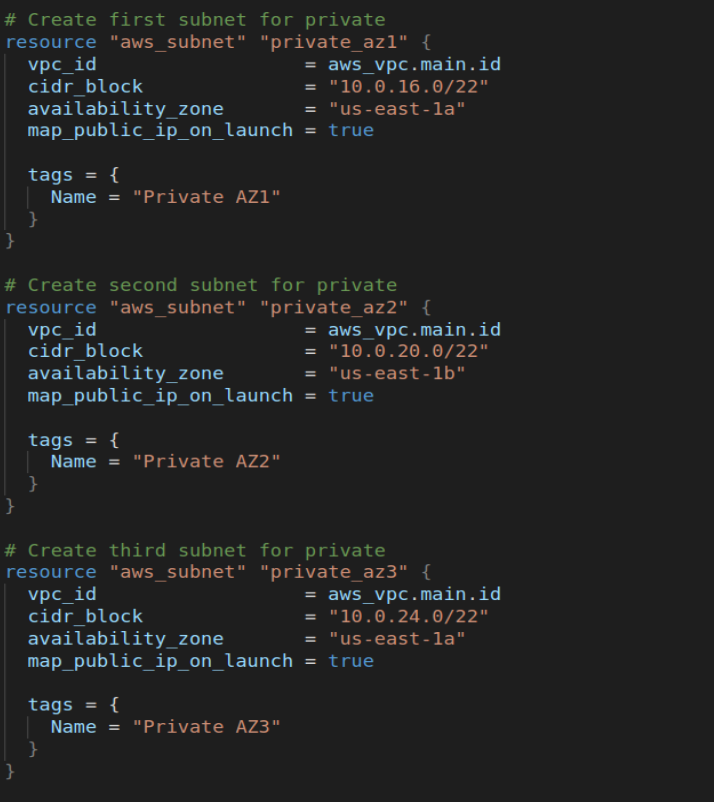 # Create first subnet for private
resource "aws_subnet" "private_az1" {
  vpc_id                  = aws_vpc.main.id
  cidr_block              = "10.0.16.0/22"
  availability_zone       = "us-east-1a"
  map_public_ip_on_launch = true

  tags = {
    Name = "Private AZ1"
  }
}

# Create second subnet for private
resource "aws_subnet" "private_az2" {
  vpc_id                  = aws_vpc.main.id
  cidr_block              = "10.0.20.0/22"
  availability_zone       = "us-east-1b"
  map_public_ip_on_launch = true

  tags = {
    Name = "Private AZ2"
  }
}

# Create third subnet for private
resource "aws_subnet" "private_az3" {
  vpc_id                  = aws_vpc.main.id
  cidr_block              = "10.0.24.0/22"
  availability_zone       = "us-east-1a"
  map_public_ip_on_launch = true

  tags = {
    Name = "Private AZ3"
  }
}